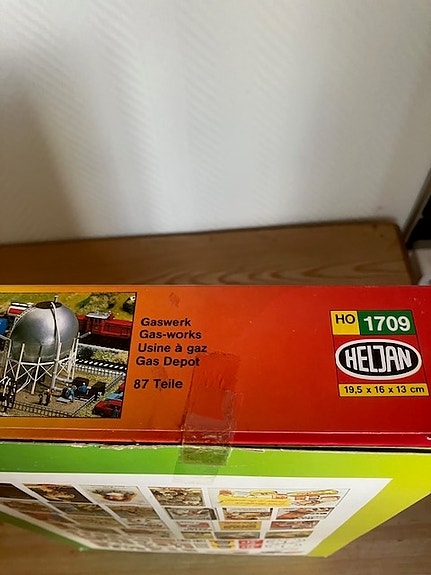 Gaswerk
Gas-works
Usine à gaz
Gas Depot
87 Teile
HO 1709
HELJAN
19,5 x 16 x 13 cm